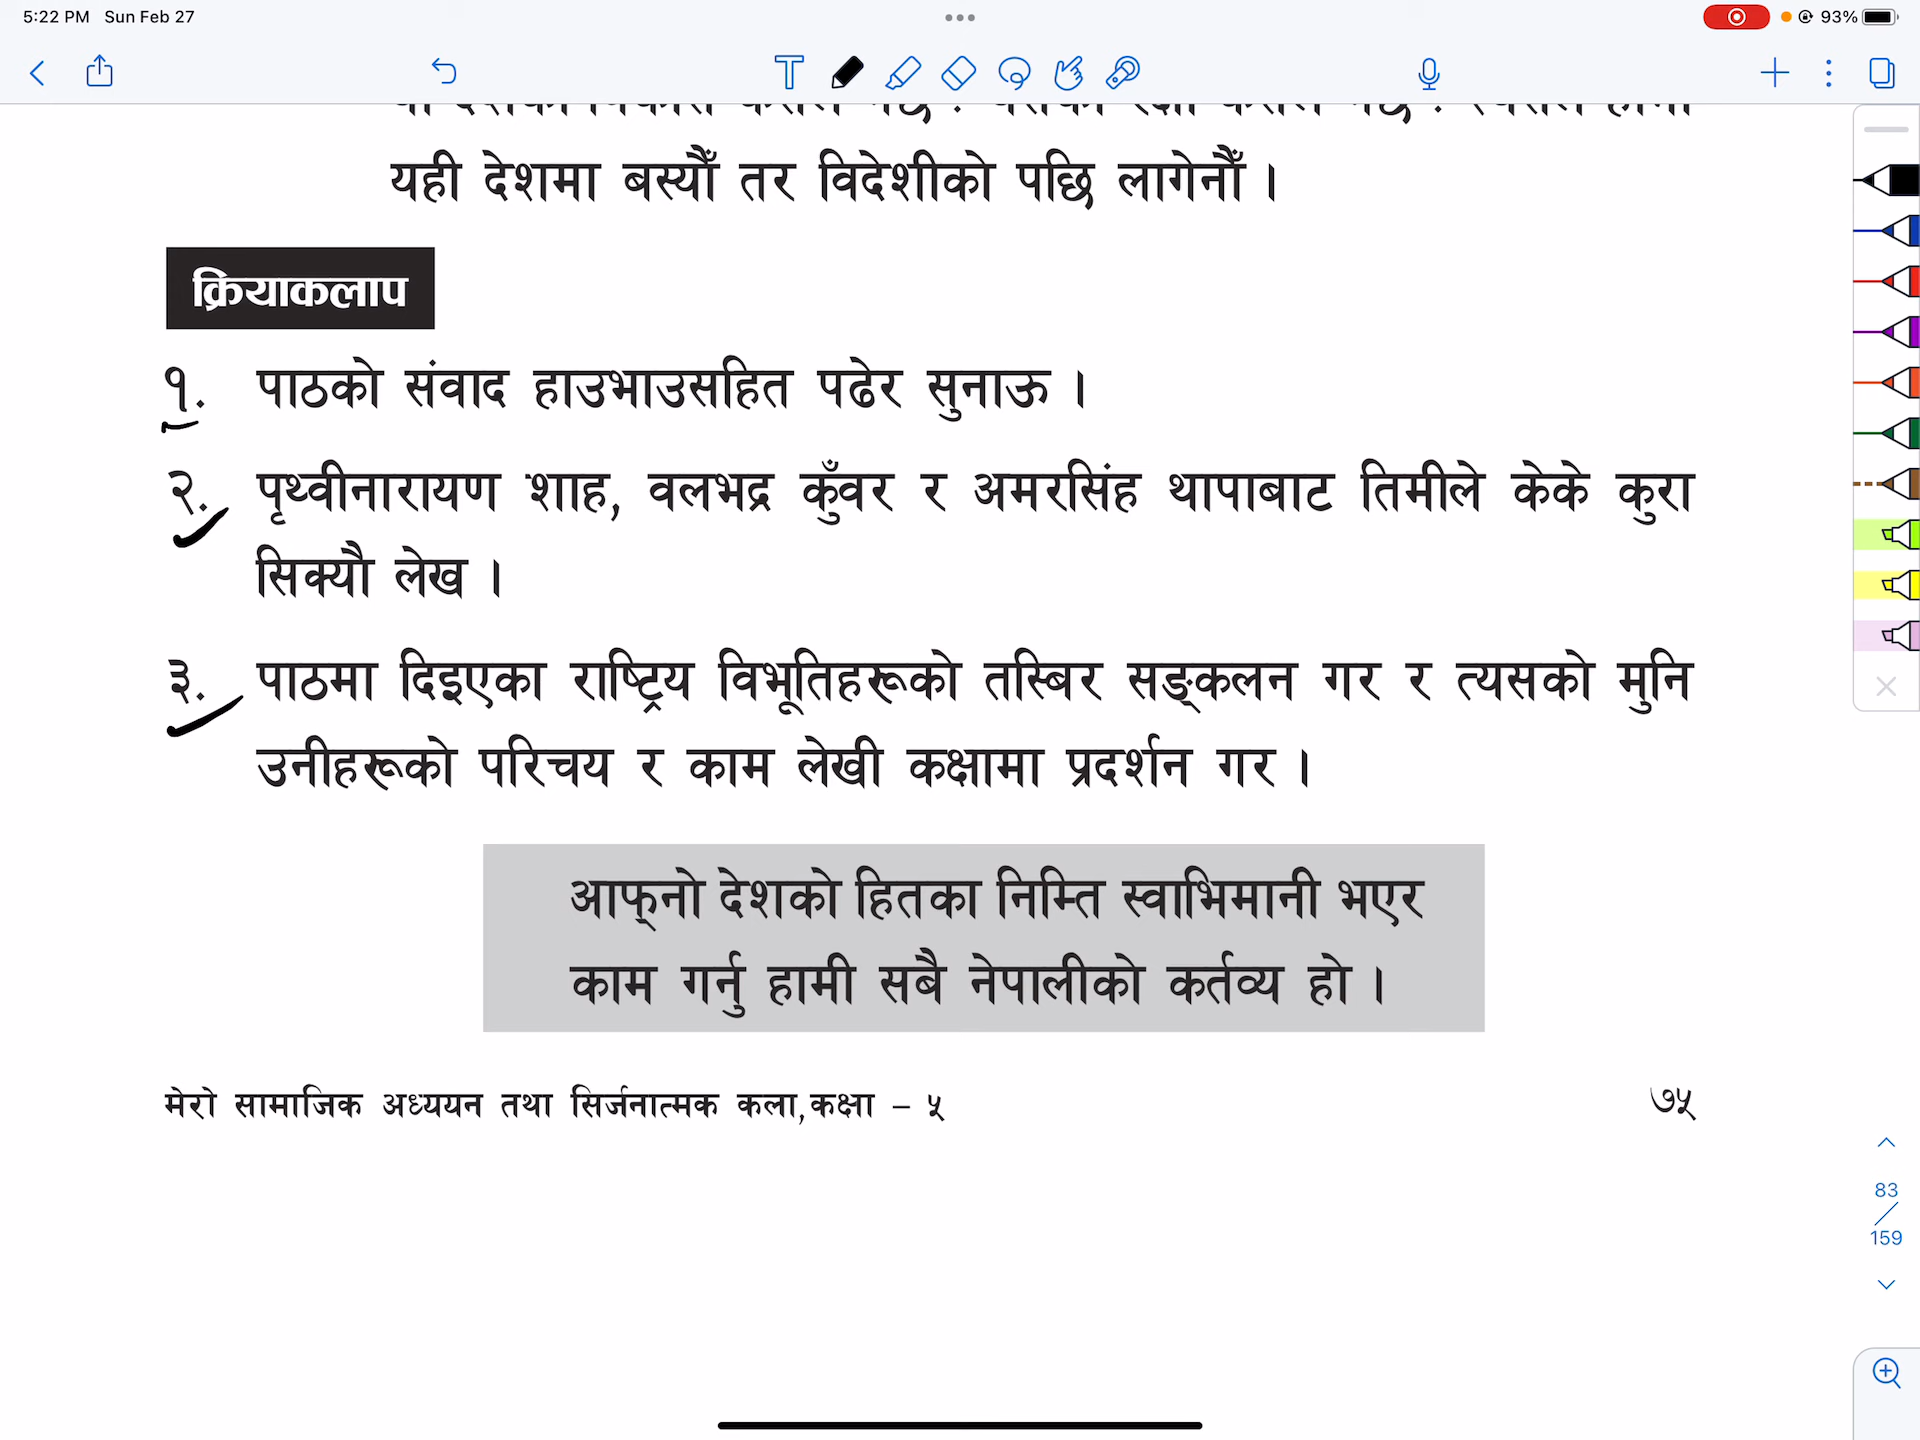 5:22 PM Sun Feb 27
93%
यही देशमा बस्यौँ तर विदेशीको पछि लागेनौँ ।
क्रियाकलाप
१. पाठको संवाद हाउभाउसहित पढेर सुनाऊ ।
२. पृथ्वीनारायण शाह, वलभद्र कुँवर र अमरसिंह थापाबाट तिमीले केके कुरा
सिक्यौ लेख ।
३. पाठमा दिइएका राष्ट्रिय विभूतिहरूको तस्बिर सङ्कलन गर र त्यसको मुनि
उनीहरूको परिचय र काम लेखी कक्षामा प्रदर्शन गर ।
आफ्‌नो देशको हितका निम्ति स्वाभिमानी भएर
काम गर्नु हामी सबै नेपालीको कर्तव्य हो ।
मेरो सामाजिक अध्ययन तथा सिर्जनात्मक कला,कक्षा – ५ ७५
83
159